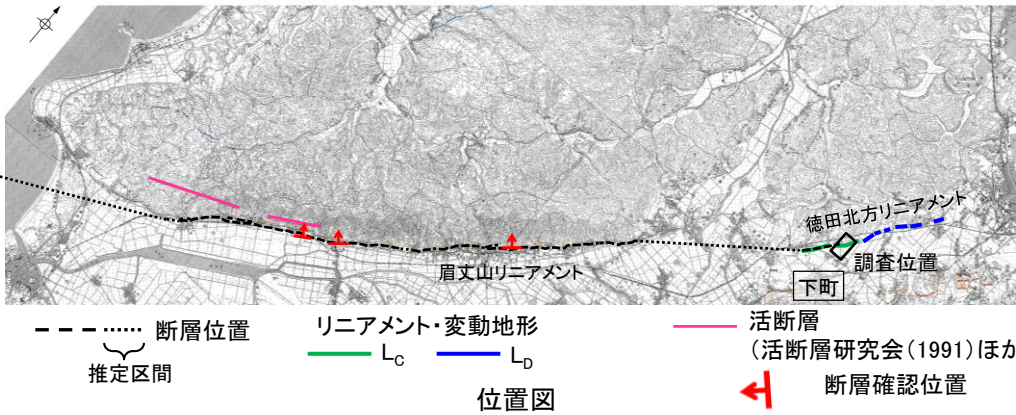 徳田北方リニアメント
調査位置
眉丈山リニアメント
下町
断層位置
推定区間
リニアメント・変動地形
LC
LD
活断層
(活断層研究会(1991)ほか
断層確認位置
位置図